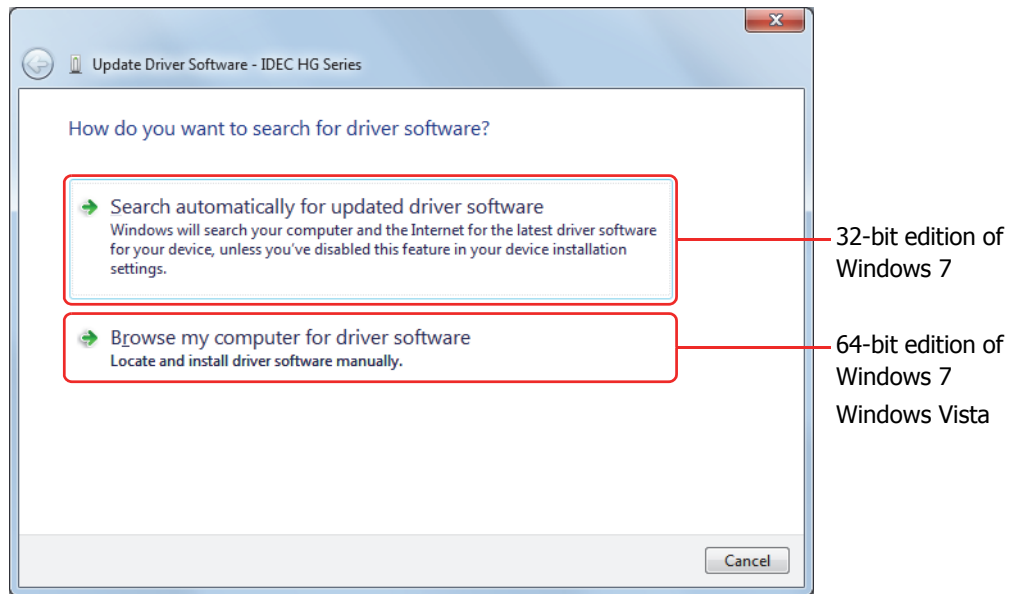 X
Update Driver Software - IDEC HG Series
How do you want to search for driver software?
Search automatically for updated driver software
Windows will search your computer and the Internet for the latest driver software
for your device, unless you've disabled this feature in your device installation
settings.
32-bit edition of
Windows 7
Browse my computer for driver software
Locate and install driver software manually.
64-bit edition of
Windows 7
Windows Vista
Cancel